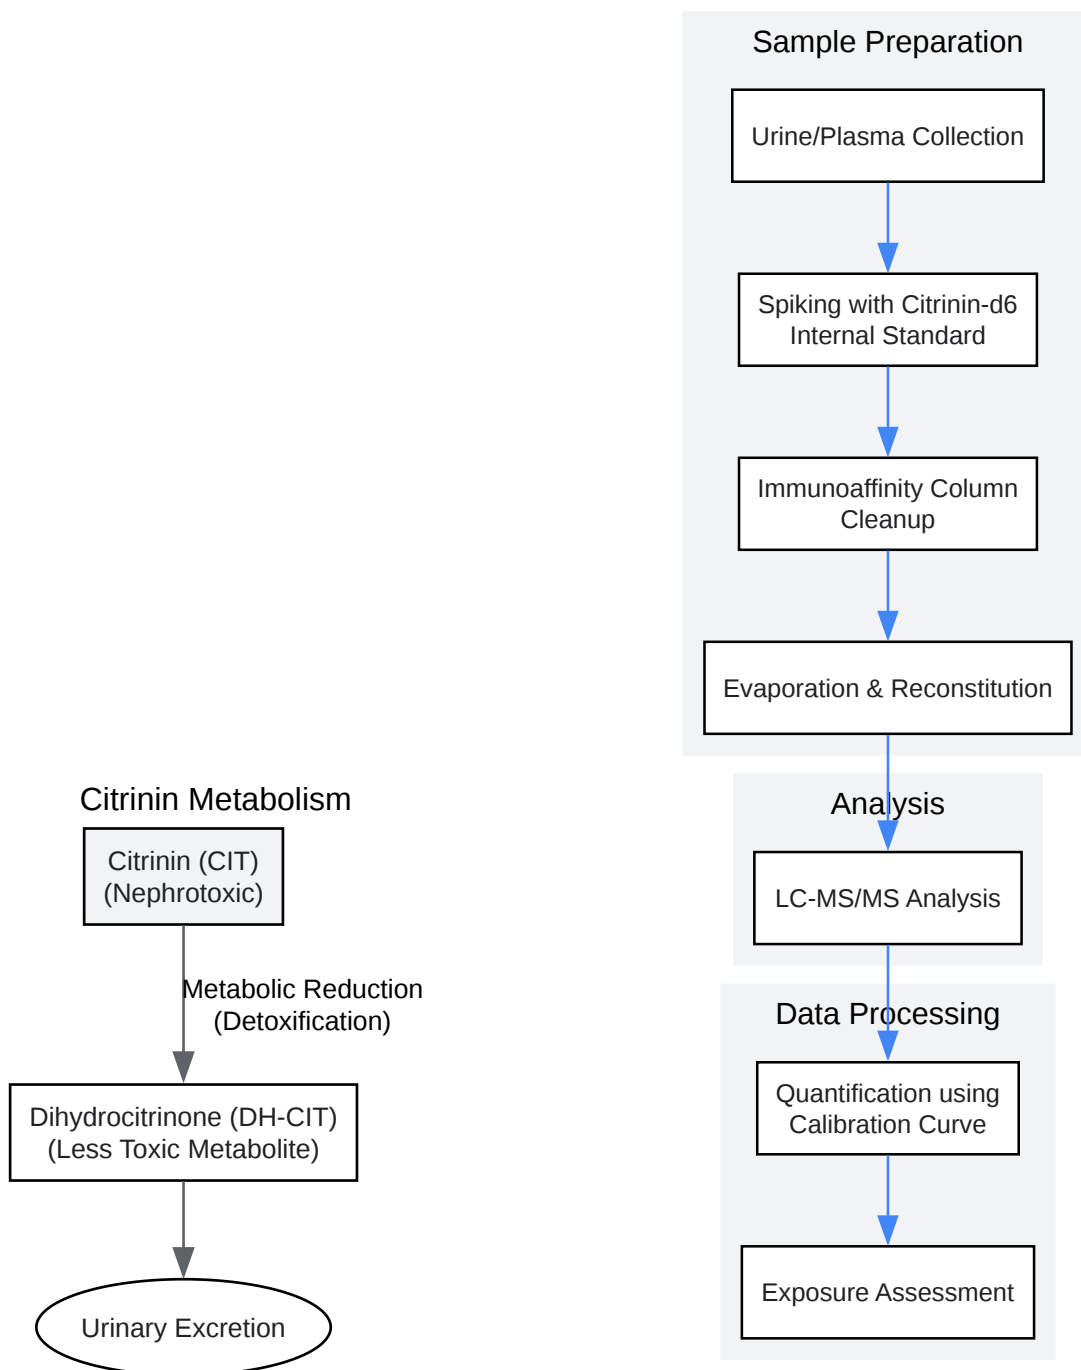 Sample Preparation
Urine/Plasma Collection
Spiking with Citrinin-d6
Internal Standard
Immunoaffinity Column
Cleanup
Evaporation & Reconstitution
Analysis
LC-MS/MS Analysis
Data Processing
Quantification using
Calibration Curve
Exposure Assessment
Citrinin Metabolism
Citrinin (CIT)
(Nephrotoxic)
Metabolic Reduction
(Detoxification)
Dihydrocitrinone (DH-CIT)
(Less Toxic Metabolite)
Urinary Excretion